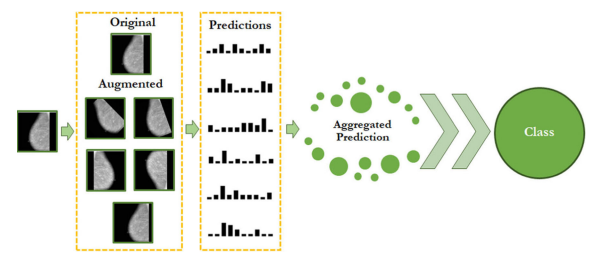 Original
Augmented
Predictions
Aggregated
Prediction
Class